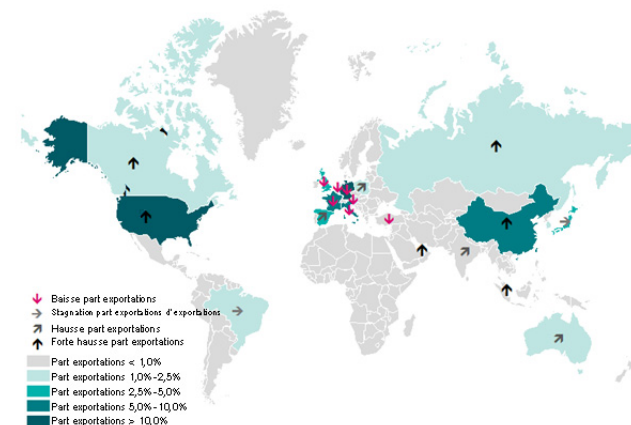 Baisse part exportations
Stagnation part exportations d'exportations
Hausse part exportations
Forte hausse part exportations
Part exportations < 1,0%
Part exportations 1,0%-2,5%
Part exportations 2,5%-5,0%
Part exportations 5,0%-10,0%
Part exportations > 10,0%